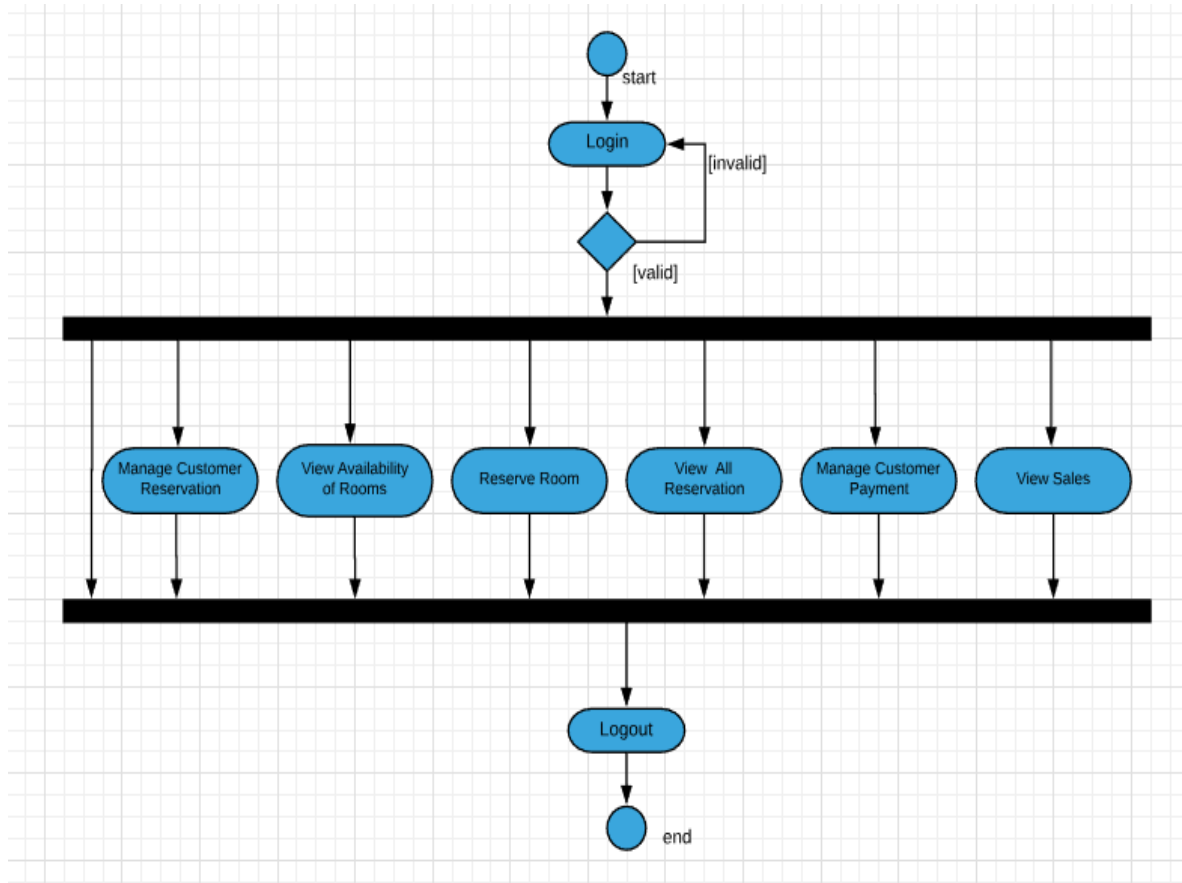 start
Login
[invalid]
[valid]
Manage Customer
Reservation
View Availability
of Rooms
Reserve Room
View All
Reservation
Manage Customer
Payment
View Sales
Logout
end